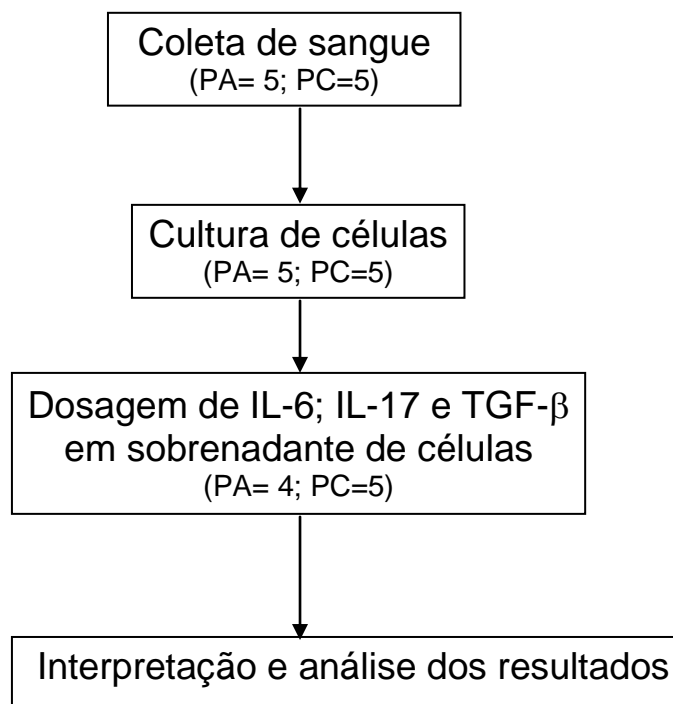 Coleta de sangue
(PA= 5; PC=5)
Cultura de células
(PA= 5; PC=5)
Dosagem de IL-6; IL-17 e TGF-β
em sobrenadante de células
(PA= 4; PC=5)
Interpretação e análise dos resultados